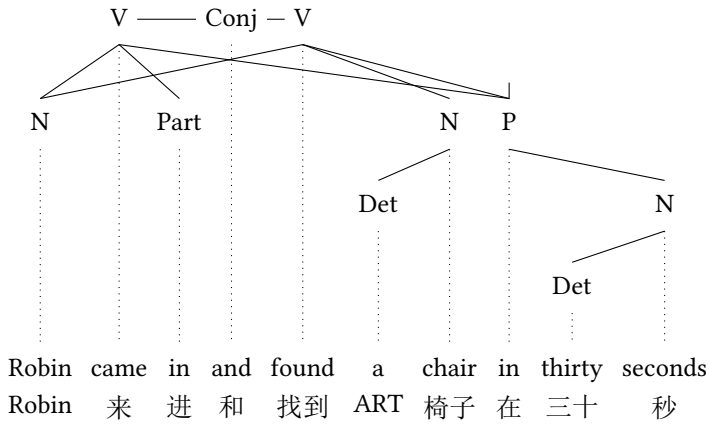 V Conj V
N Part N P
Det N
Det
Robin came in and found a chair in thirty seconds
Robin 来 进 和 找到 ART 椅子 在 三十 秒